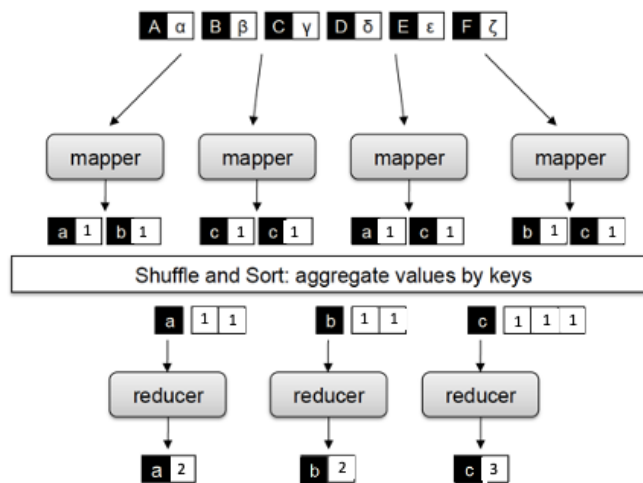 A α B β C γ D δ E ε F ζ
mapper mapper mapper mapper
a 1 b 1 c 1 c 1 a 1 c 1 b 1 c 1
Shuffle and Sort: aggregate values by keys
a 1 1 b 1 1 c 1 1 1
reducer reducer reducer
a 2 b 2 c 3